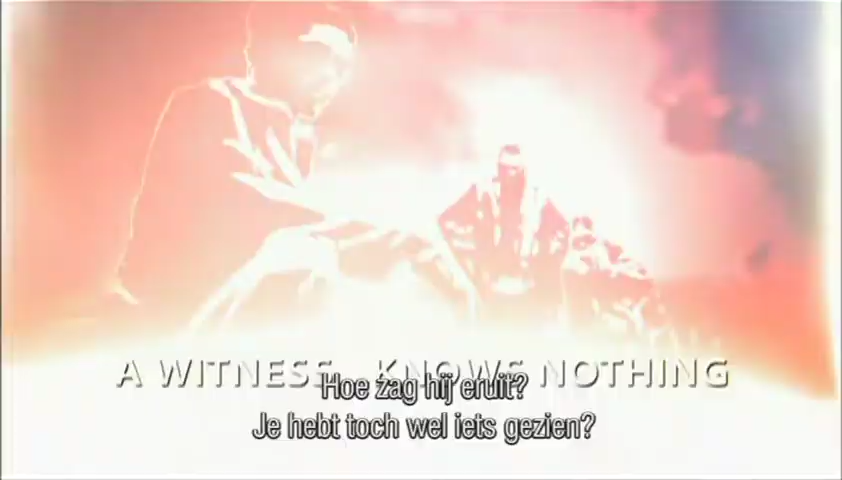 A WITNESS KNOWS NOTHING
Hoe zag hij eruit?
Je hebt toch wel iets gezien?